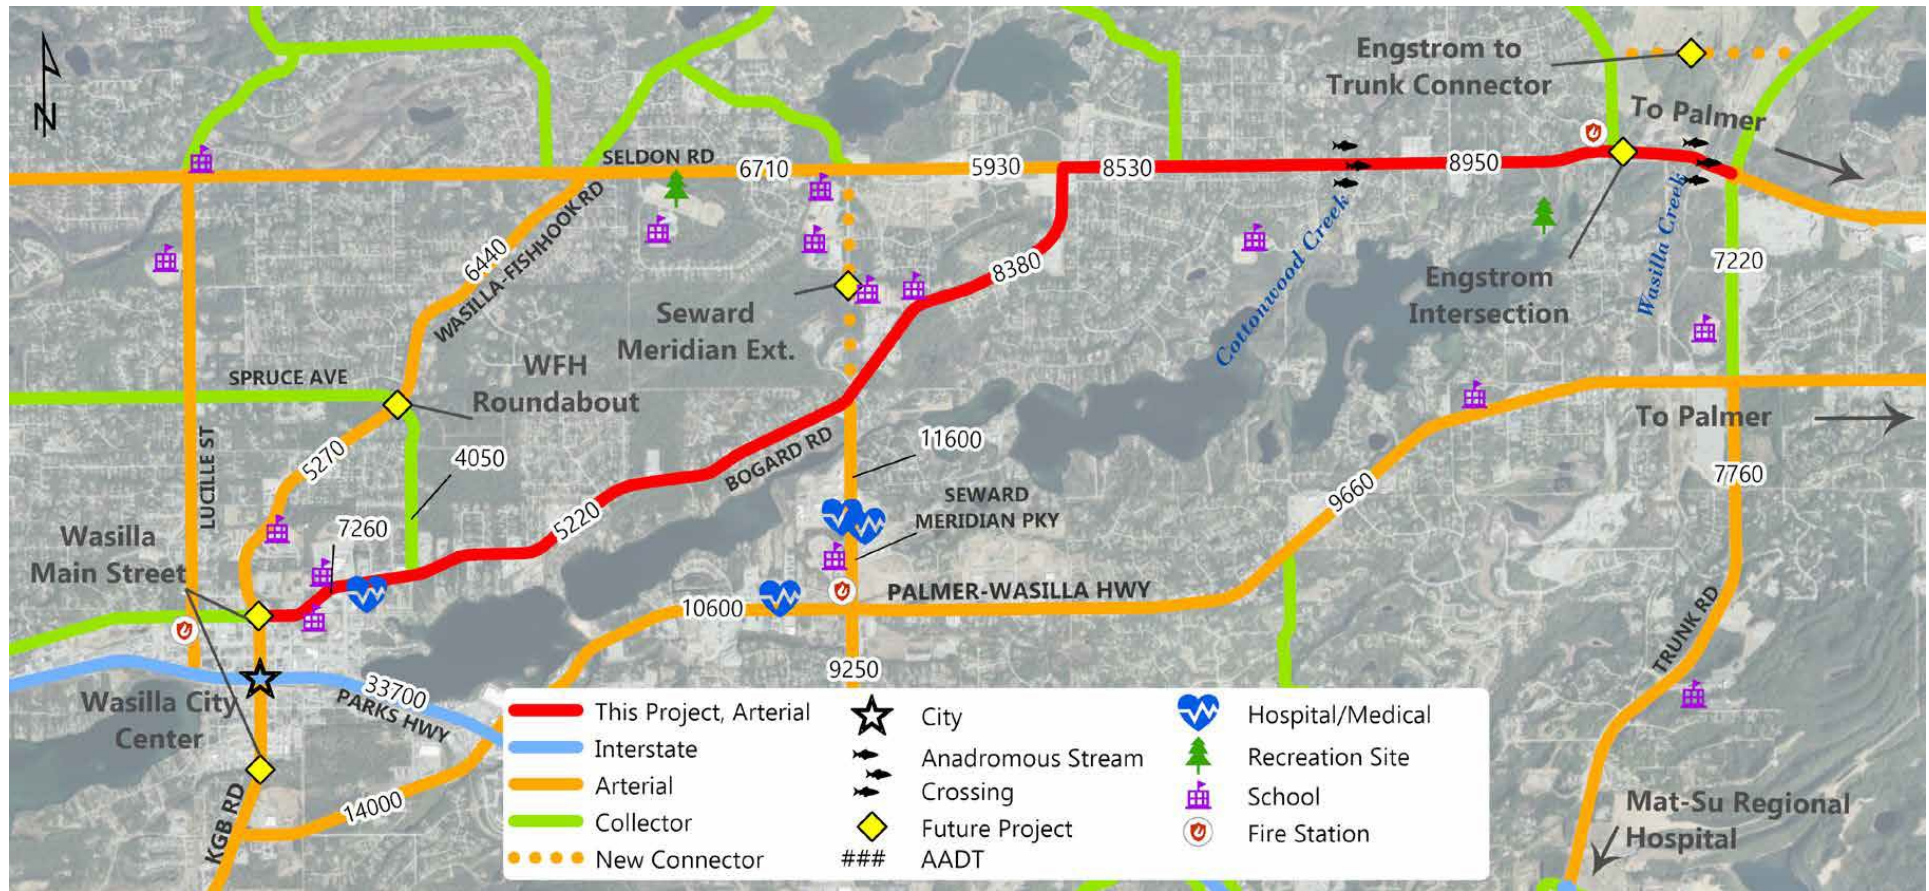 N
Engstrom to
Trunk Connector
To Palmer
SELDON RD
6710
5930
8530
8950
WASILLA-FISHHOOK RD
6440
8380
7220
Cottonwood Creek
Wasilla Creek
Seward
Meridian Ext.
Engstrom
Intersection
SPRUCE AVE
WFH
Roundabout
To Palmer
LUCILLE ST
5270
4050
BOGARD RD
11600
7760
9660
SEWARD
MERIDIAN PKY
5220
7260
Wasilla
Main Street
10600
PALMER-WASILLA HWY
TRUNK RD
9250
33700
PARKS HWY
Wasilla City
Center
14000
KGB RD
Mat-Su Regional
Hospital
This Project, Arterial
Interstate
Arterial
Collector
New Connector
City
Anadromous Stream
Crossing
Future Project
### AADT
Hospital/Medical
Recreation Site
School
Fire Station